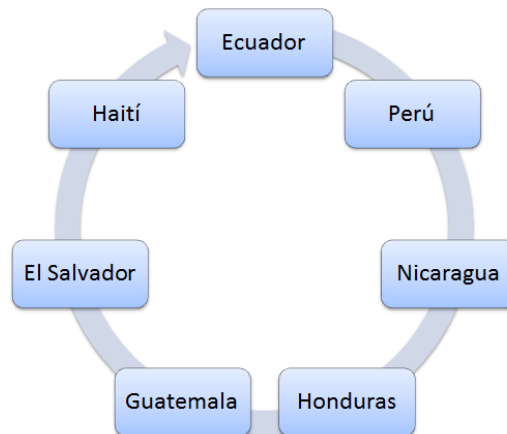 Ecuador
Perú
Nicaragua
Honduras
Guatemala
El Salvador
Haití